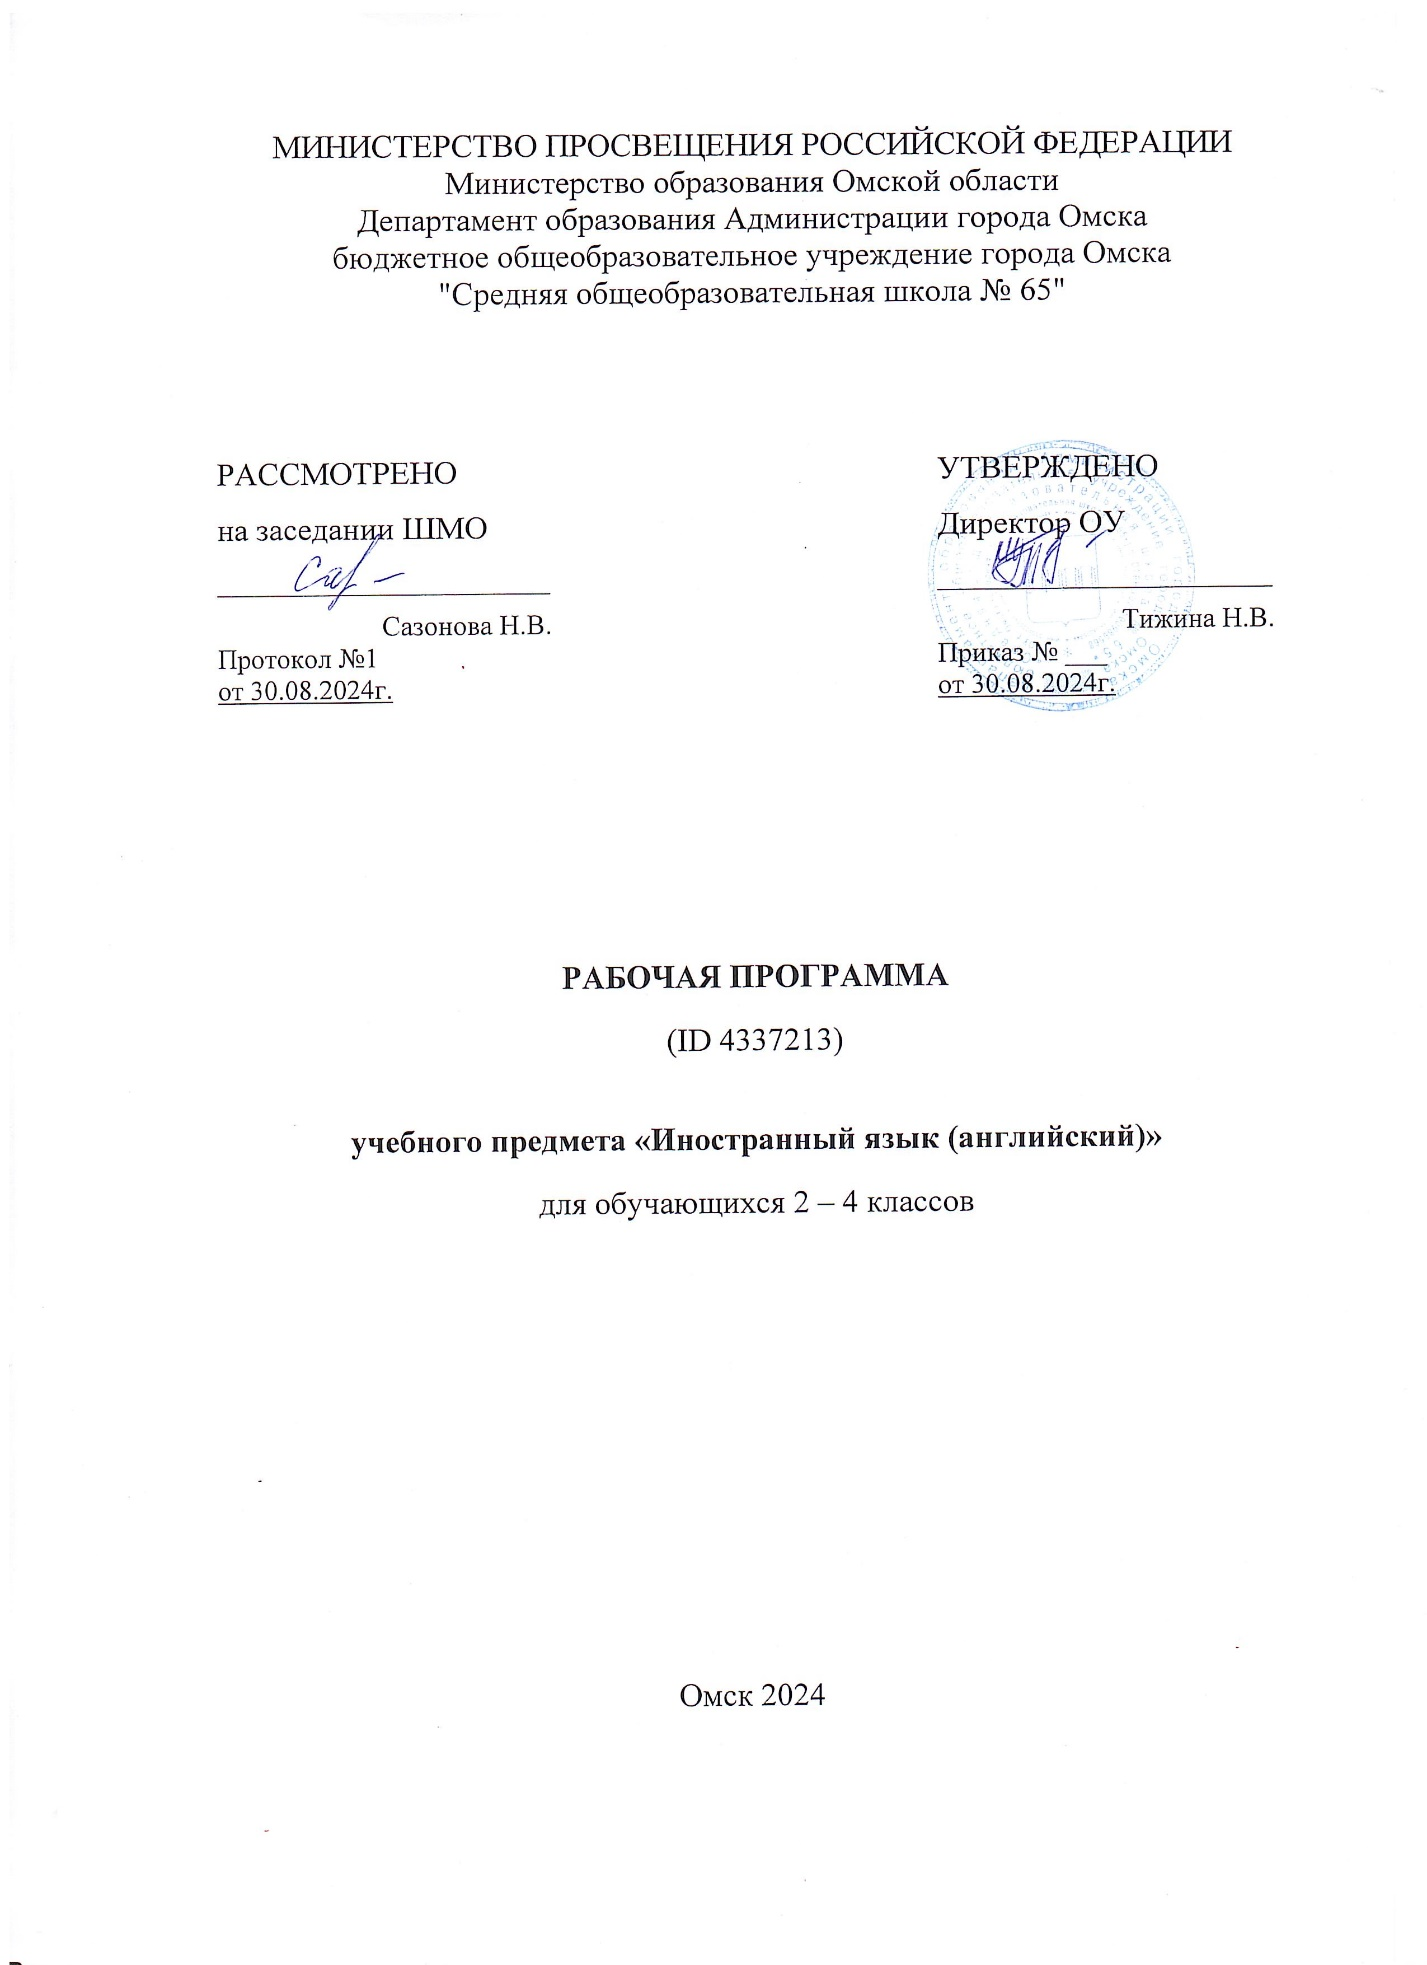 МИНИСТЕРСТВО ПРОСВЕЩЕНИЯ РОССИЙСКОЙ ФЕДЕРАЦИИ
Министерство образования Омской области
Департамент образования Администрации города Омска
бюджетное общеобразовательное учреждение города Омска
"Средняя общеобразовательная школа № 65"
РАССМОТРЕНО
на заседании ШМО
Сазонова Н.В.
Протокол №1
от 30.08.2024г.
УТВЕРЖДЕНО
Директор ОУ
Тижина Н.В.
Приказ № ___
от 30.08.2024г.
РАБОЧАЯ ПРОГРАММА
(ID 4337213)
учебного предмета «Иностранный язык (английский)»
для обучающихся 2 – 4 классов
Омск 2024